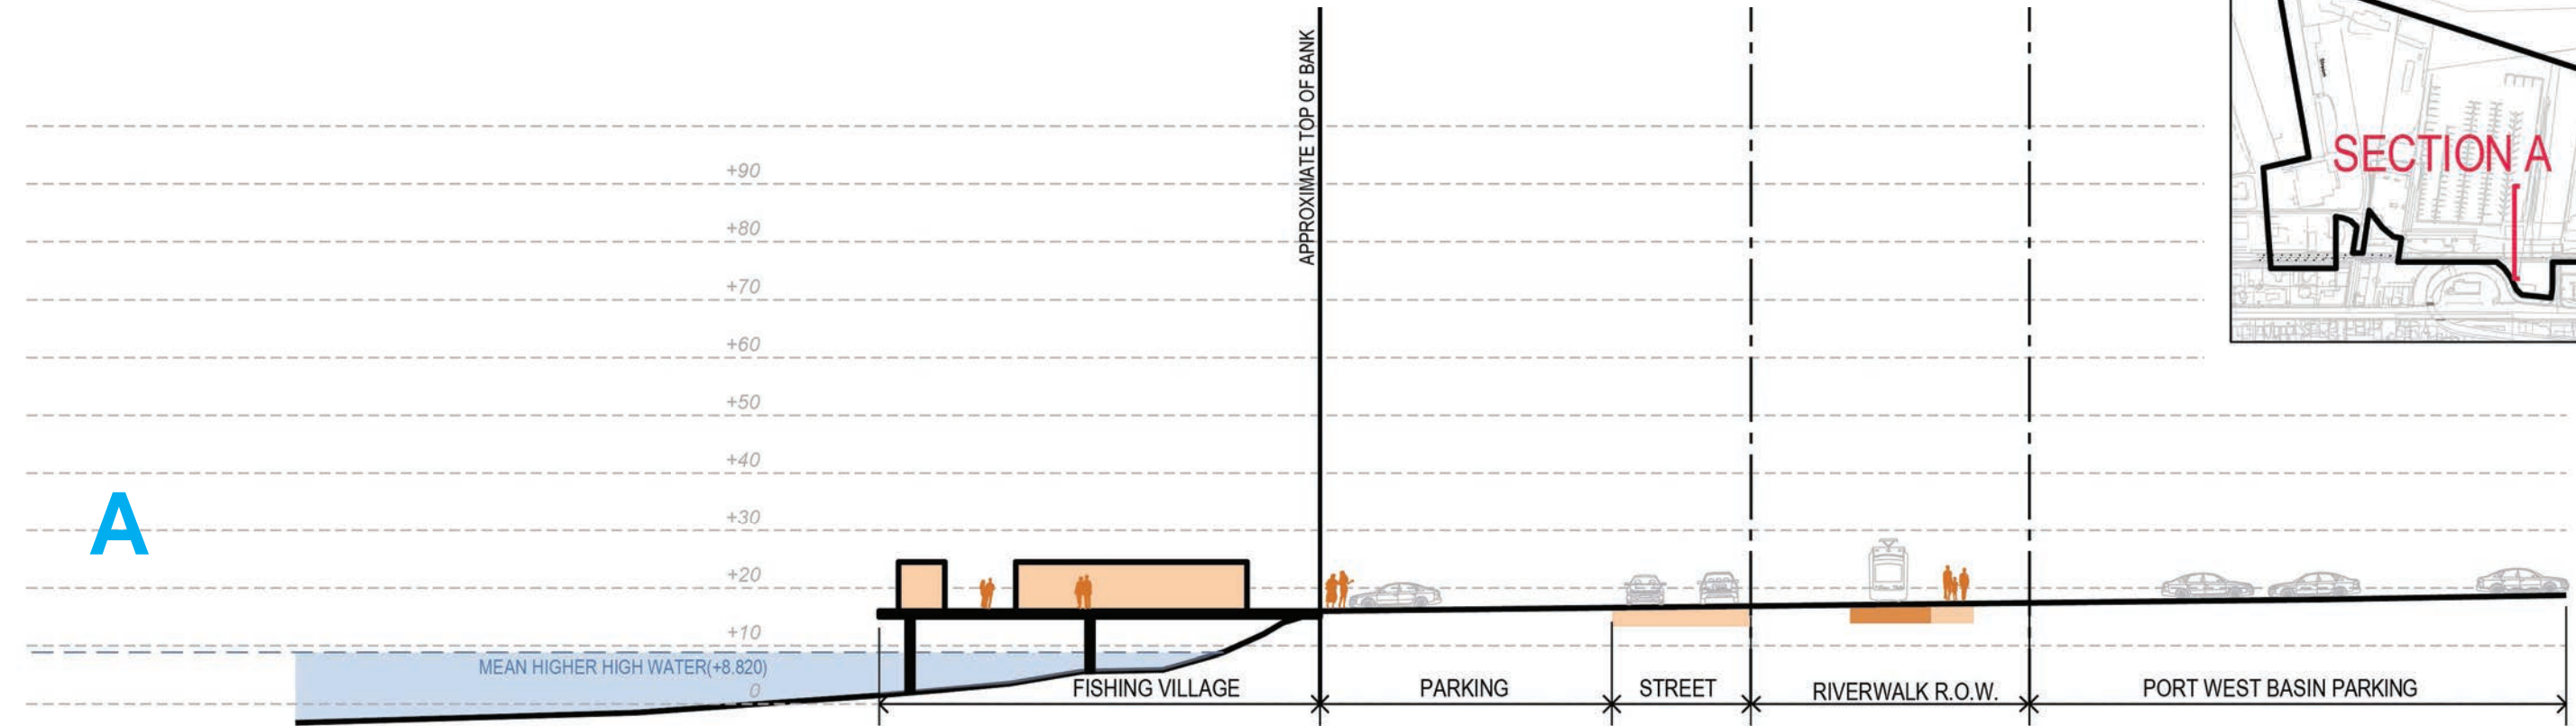 APPROXIMATE TOP OF BANK
SECTION A
+90
+80
+70
+60
+50
+40
+30
A
+20
+10
MEAN HIGHER HIGH WATER(+8.820)
0
FISHING VILLAGE
PARKING
STREET
RIVERWALK R.O.W.
PORT WEST BASIN PARKING